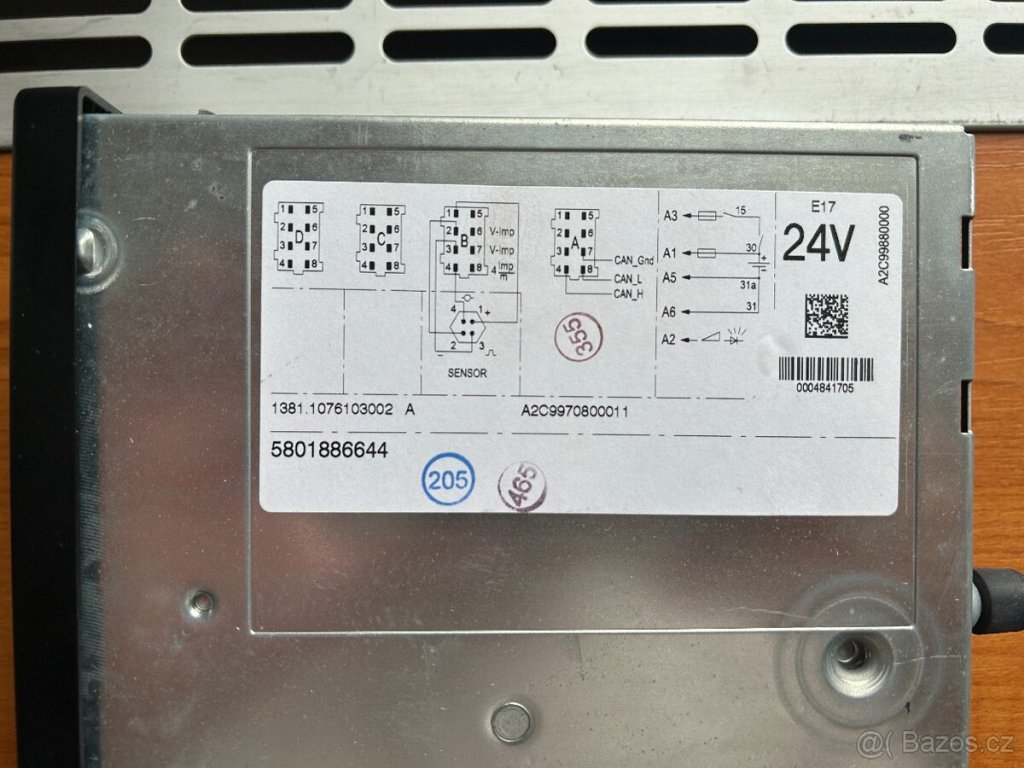 1 5
2 6
3 7
4 8
D
1 5
2 6
3 7
4 8
C
1 5
2 6 V-Imp
3 7 V-Imp
4 8 4 Imp/m
B
1 5
2 6
3 7
4 8
A
CAN_Gnd
CAN_L
CAN_H
4 1 +
− 2 3
SENSOR
355
A3 15
A1 30
A5 31a
A6 31
A2
E17
24V
A2C99880000
0004841705
1381.1076103002 A A2C9970800011
5801886644
205
465
@( Bazos.cz